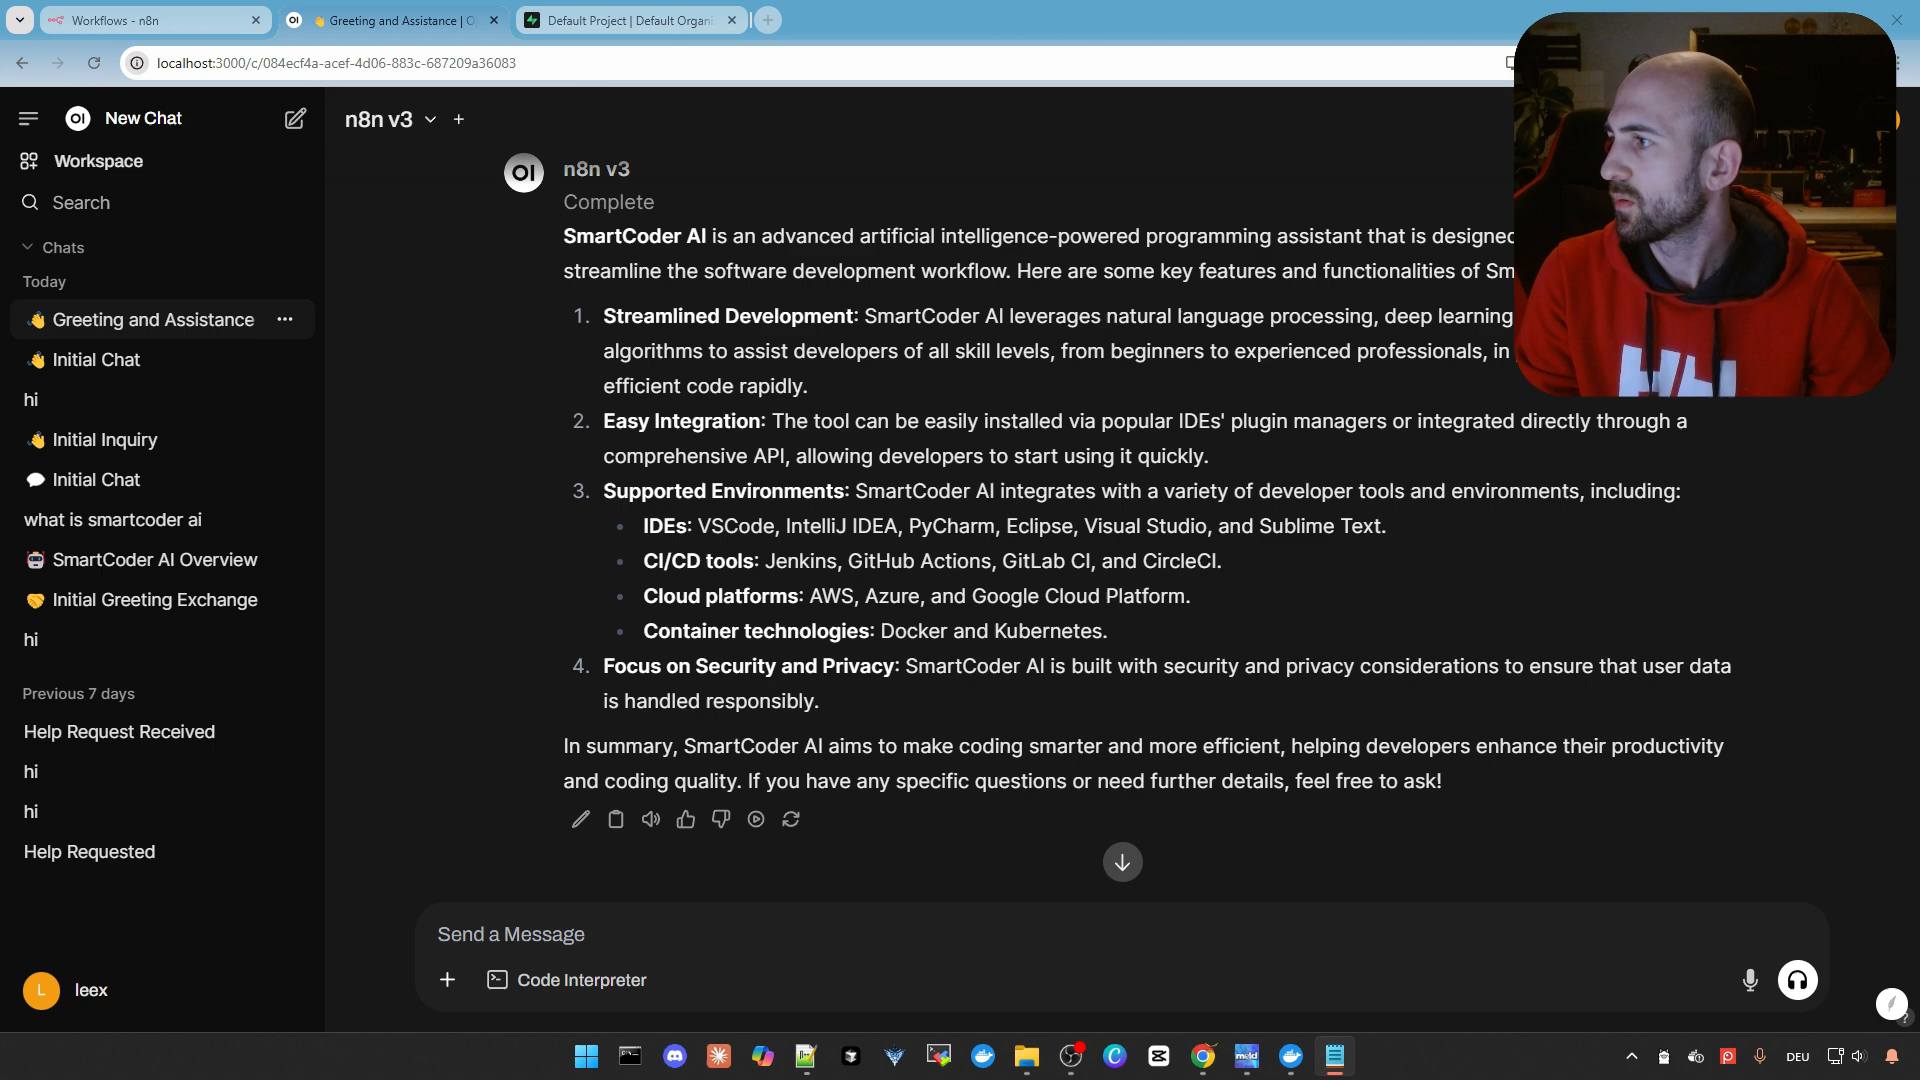 Workflows - n8n
Greeting and Assistance | O
Default Project | Default Organi
localhost:3000/c/084ecf4a-acef-4d06-883c-687209a36083
OI New Chat
Workspace
Search
Chats
Today
👋 Greeting and Assistance
👋 Initial Chat
hi
👋 Initial Inquiry
💬 Initial Chat
what is smartcoder ai
🤖 SmartCoder AI Overview
🤝 Initial Greeting Exchange
hi
Previous 7 days
Help Request Received
hi
hi
Help Requested
L leex
n8n v3
OI n8n v3
Complete
SmartCoder AI is an advanced artificial intelligence-powered programming assistant that is designed
streamline the software development workflow. Here are some key features and functionalities of Sm
1. Streamlined Development: SmartCoder AI leverages natural language processing, deep learning
algorithms to assist developers of all skill levels, from beginners to experienced professionals, in
efficient code rapidly.
2. Easy Integration: The tool can be easily installed via popular IDEs' plugin managers or integrated directly through a
comprehensive API, allowing developers to start using it quickly.
3. Supported Environments: SmartCoder AI integrates with a variety of developer tools and environments, including:
• IDEs: VSCode, IntelliJ IDEA, PyCharm, Eclipse, Visual Studio, and Sublime Text.
• CI/CD tools: Jenkins, GitHub Actions, GitLab CI, and CircleCI.
• Cloud platforms: AWS, Azure, and Google Cloud Platform.
• Container technologies: Docker and Kubernetes.
4. Focus on Security and Privacy: SmartCoder AI is built with security and privacy considerations to ensure that user data
is handled responsibly.
In summary, SmartCoder AI aims to make coding smarter and more efficient, helping developers enhance their productivity
and coding quality. If you have any specific questions or need further details, feel free to ask!
Send a Message
Code Interpreter
DEU